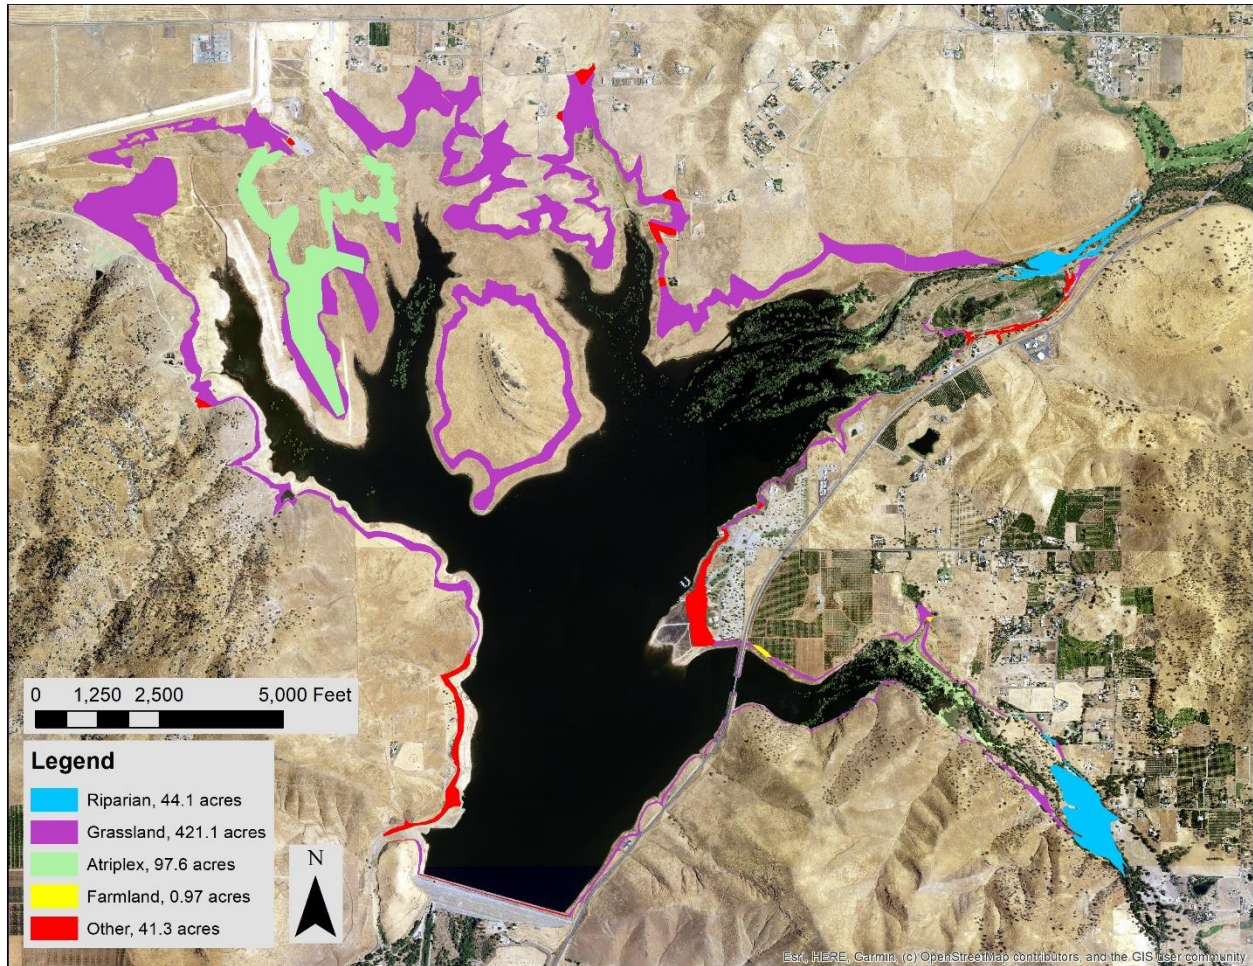 0 1,250 2,500 5,000 Feet
Legend
Riparian, 44.1 acres
Grassland, 421.1 acres
Atriplex, 97.6 acres
Farmland, 0.97 acres
Other, 41.3 acres
N
Esri, HERE, Garmin, (c) OpenStreetMap contributors, and the GIS user community